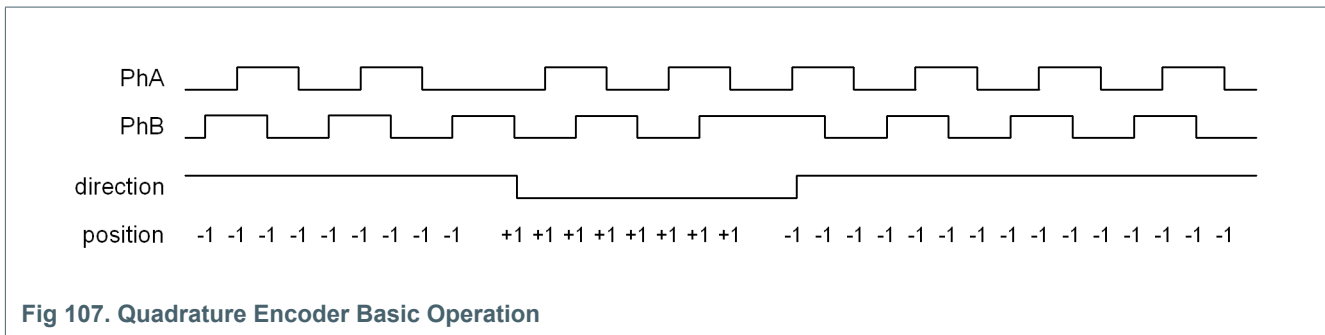 PhA
PhB
direction
position -1 -1 -1 -1 -1 -1 -1 -1 -1 +1 +1 +1 +1 +1 +1 +1 +1 -1 -1 -1 -1 -1 -1 -1 -1 -1 -1 -1 -1 -1 -1 -1
Fig 107. Quadrature Encoder Basic Operation